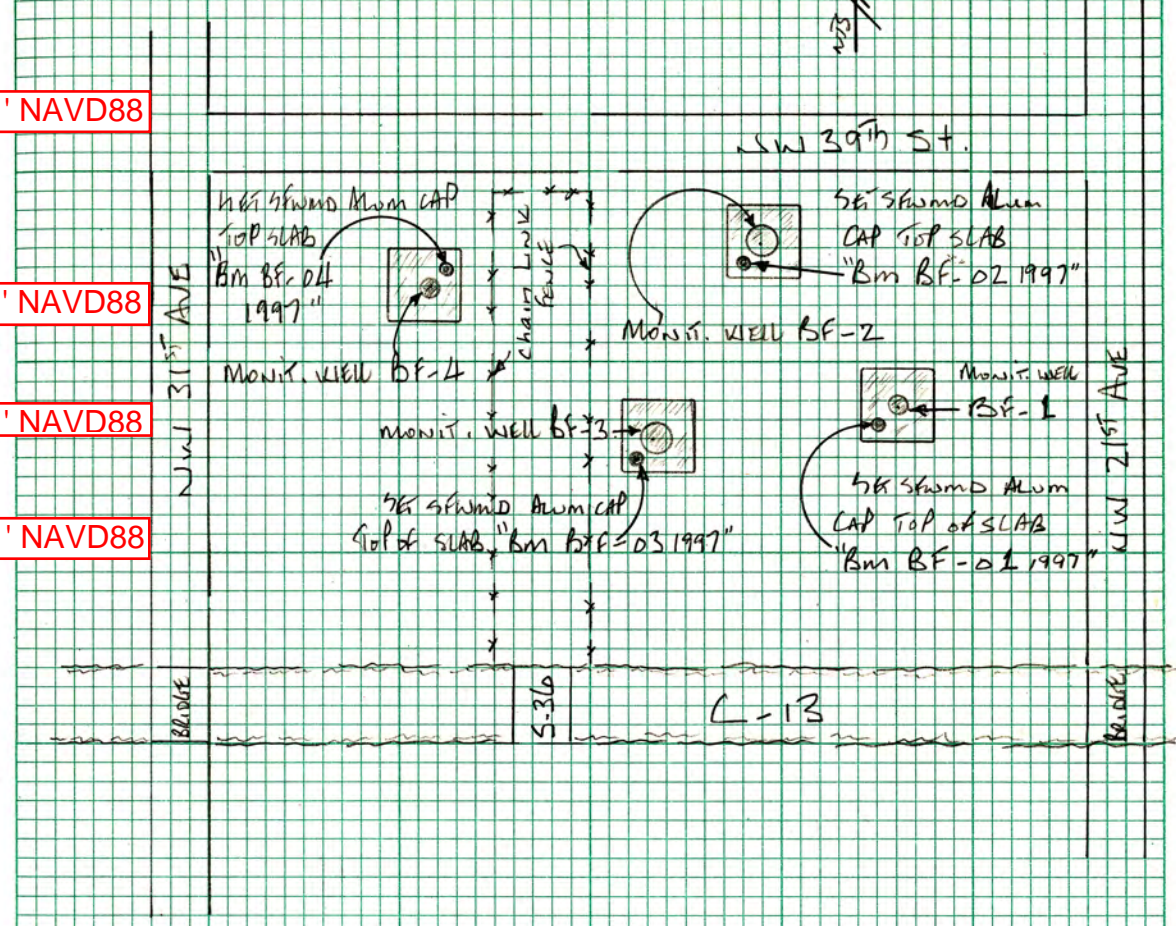 ' NAVD88
' NAVD88
' NAVD88
' NAVD88
NW 39Th St.
NW 31ST AVE
SET SFWMD Alum CAP
TOP SLAB
"Bm BF-04
1997"
MONIT. WELL BF-4
chain LINK
FENCE
SET SFWMD Alum
CAP TOP SLAB
"Bm BF-02 1997"
MONIT. WELL BF-2
MONIT. WELL
BF-1
MONIT. WELL BF-3
SET SFWMD ALUM CAP
TOP OF SLAB "Bm BF-03 1997"
SET SFWMD ALUM
CAP TOP OF SLAB
"Bm BF-01 1997"
NW 21ST AVE
BRIDGE
S-36
C-13
BRIDGE